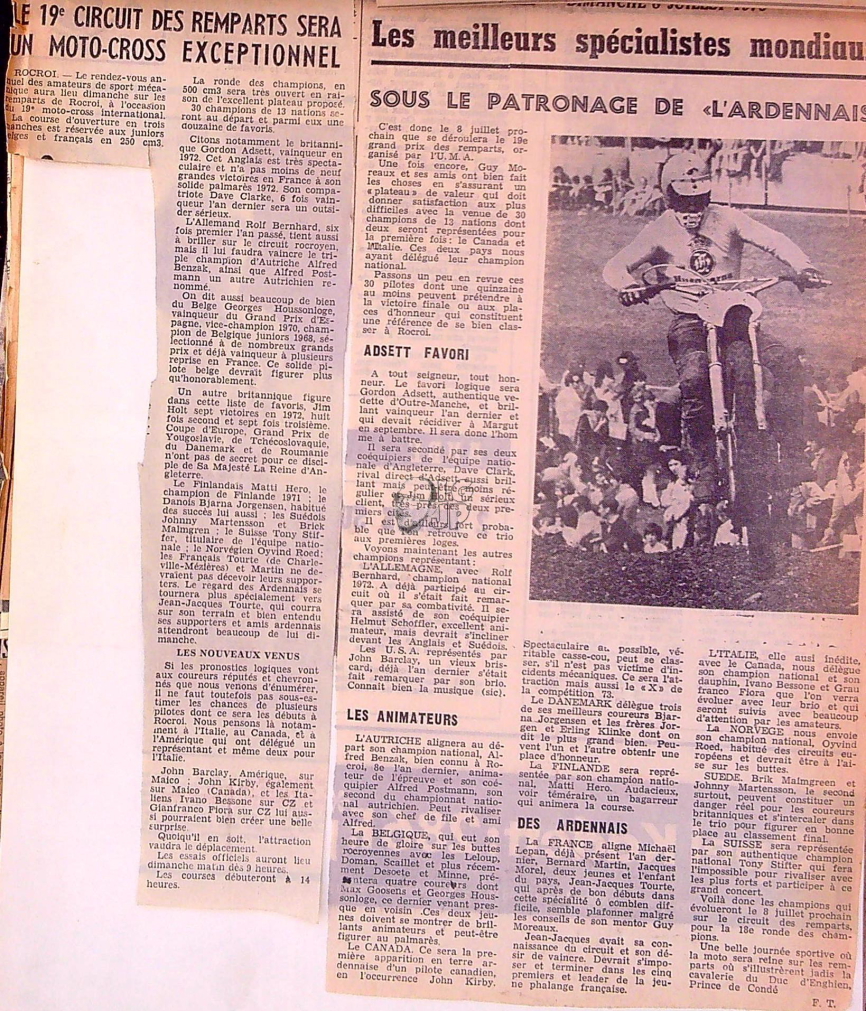 LE 19e CIRCUIT DES REMPARTS SERA
UN MOTO-CROSS EXCEPTIONNEL
ROCROI. — Le rendez-vous an-
nuel des amateurs de sport méca-
nique aura lieu dimanche sur les
remparts de Rocroi, à l'occasion
du 19e moto-cross international.
La course d'ouverture en trois
manches est réservée aux juniors
belges et français en 250 cm3.
La ronde des champions, en
500 cm3 sera très ouvert en rai-
son de l'excellent plateau proposé.
30 champions de 13 nations se-
ront au départ et parmi eux une
douzaine de favoris.
Citons notamment le britanni-
que Gordon Adsett, vainqueur en
1972. Cet Anglais est très specta-
culaire et n'a pas moins de neuf
grandes victoires en France à son
solide palmarès 1972. Son compa-
triote Dave Clarke, 6 fois vain-
queur l'an dernier sera un outsi-
der sérieux.
L'Allemand Rolf Bernhard, six
fois premier l'an passé, tient aussi
à briller sur le circuit rocroyen,
mais il lui faudra vaincre le tri-
ple champion d'Autriche Alfred
Benzak, ainsi que Alfred Post-
mann un autre Autrichien re-
nommé.
On dit aussi beaucoup de bien
du Belge Georges Houssonloge,
vainqueur du Grand Prix d'Es-
pagne, vice-champion 1970, cham-
pion de Belgique juniors 1968, sé-
lectionné à de nombreux grands
prix et déjà vainqueur à plusieurs
reprise en France. Ce solide pi-
lote belge devrait figurer plus
qu'honorablement.
Un autre britannique figure
dans cette liste de favoris, Jim
Holt sept victoires en 1972, huit
fois second et sept fois troisième.
Coupe d'Europe, Grand Prix de
Yougoslavie, de Tchécolovaquie,
du Danemark et de Roumanie
n'ont pas de secret pour ce disci-
ple de Sa Majesté La Reine d'An-
gleterre.
Le Finlandais Matti Hero, le
champion de Finlande 1971 ; le
Danois Bjarna Jorgensen, habitué
des succès lui aussi ; les Suédois
Johnny Martensson et Brick
Malmgren ; le Suisse Tony Stif-
fer, titulaire de l'équipe natio-
nale ; le Norvégien Oyvind Roed;
les Français Tourte (de Charle-
ville-Mézières) et Martin ne de-
vraient pas décevoir leurs suppor-
ters. Le regard des Ardennais se
tournera plus spécialement vers
Jean-Jacques Tourte, qui courra
sur son terrain et bien entendu
ses supporters et amis ardennais
attendront beaucoup de lui di-
manche.
LES NOUVEAUX VENUS
Si les pronostics logiques vont
aux coureurs réputés et chevron-
nés que nous venons d'énumérer,
il ne faut toutefois pas sous-es-
timer les chances de plusieurs
pilotes dont ce sera les débuts à
Rocroi. Nous pensons là notam-
ment à l'Italie, au Canada, et à
l'Amérique qui ont délégué un
représentant et même deux pour
l'Italie.
John Barclay, Amérique, sur
Maico ; John Kirby, également
sur Maico (Canada), et les Ita-
liens Ivano Bessone sur CZ et
Gianfranco Fiora sur CZ lui aus-
si pourraient bien créer une belle
surprise.
Quoiqu'il en soit, l'attraction
vaudra le déplacement.
Les essais officiels auront lieu
dimanche matin dès 9 heures.
Les courses débuteront à 14
heures.
Les meilleurs spécialistes mondiau
SOUS LE PATRONAGE DE «L'ARDENNAIS
C'est donc le 8 juillet pro-
chain que se déroulera le 19e
grand prix des remparts, or-
ganisé par l'U.M.A.
Une fois encore, Guy Mo-
reaux et ses amis ont bien fait
les choses en s'assurant un
«plateau» de valeur qui doit
donner satisfaction aux plus
difficiles avec la venue de 30
champions de 13 nations dont
deux seront représentées pour
la première fois: le Canada et
l'Italie. Ces deux pays nous
ayant délégué leur champion
national.
Passons un peu en revue ces
30 pilotes dont une quinzaine
au moins peuvent prétendre à
la victoire finale ou aux pla-
ces d'honneur qui constituent
une référence de se bien clas-
ser à Rocroi.
ADSETT FAVORI
A tout seigneur, tout hon-
neur. Le favori logique sera
Gordon Adsett, authentique ve-
dette d'Outre-Manche, et bril-
lant vainqueur l'an dernier et
qui devait récidiver à Margut
en septembre. Il sera donc l'hom
me à battre.
Il sera secondé par ses deux
coéquipiers de l'équipe natio-
nale d'Angleterre, Dave Clark,
rival direct d'Adsett aussi bril-
lant mais peut-être moins ré-
gulier
sérieux
client
pre-
miers
Il est
fort proba-
ble que l'on retrouve ce trio
aux premières loges.
Voyons maintenant les autres
champions représentant :
L'ALLEMAGNE, avec Rolf
Bernhard, champion national
1972. A déjà participé au cir-
cuit où il s'était fait remar-
quer par sa combativité. Il se-
ra assisté de son coéquipier
Helmut Schoffler, excellent ani-
mateur, mais devrait s'incliner
devant les Anglais et Suédois.
Les U.S.A. représentés par
John Barclay, un vieux bris-
card, déjà l'an dernier s'était
fait remarquer par son brio.
Connaît bien la musique (sic).
LES ANIMATEURS
L'AUTRICHE alignera au dé-
part son champion national, Al-
fred Benzak, bien connu à Ro-
croi, 8e l'an dernier, anima-
teur de l'épreuve et son coé-
quipier Alfred Postmann, son
second du championnat natio-
nal autrichien. Peut rivaliser
avec son chef de file et ami
Alfred.
La BELGIQUE, qui eut son
heure de gloire sur les buttes
rocroyennes avec les Leloup,
Doman, Scaillet et plus récem-
ment Desoete et Minne, pré-
sentera quatre coureurs dont
Max Goosens et Georges Hous-
sonloge, ce dernier venant pres-
que en voisin .Ces deux jeu-
nes doivent se montrer de bril-
lants animateurs et peut-être
figurer au palmarès.
Le CANADA. Ce sera la pre-
mière apparition en terre ar-
dennaise d'un pilote canadien,
en l'occurrence John Kirby.
Spectaculaire au possible, vé-
ritable casse-cou, peut se clas-
ser, s'il n'est pas victime d'in-
cidents mécaniques. Ce sera l'at-
traction mais aussi le «X» de
la compétition 73.
Le DANEMARK délègue trois
de ses meilleurs coureurs Bjar-
na Jorgensen et les frères Jor-
gen et Erling Klinke dont on
dit le plus grand bien. Peu-
vent l'un et l'autre obtenir une
place d'honneur.
La FINLANDE sera repré-
sentée par son champion natio-
nal, Matti Hero. Audacieux,
voir téméraire, un bagarreur
qui animera la course.
DES ARDENNAIS
La FRANCE aligne Michaël
Lepan, déjà présent l'an der-
nier, Bernard Martin, Jacques
Morel, deux jeunes et l'enfant
du pays, Jean-Jacques Tourte,
qui après de bon débuts dans
cette spécialité ô combien dif-
ficile, semble plafonner malgré
les conseils de son mentor Guy
Moreaux.
Jean-Jacques avait sa con-
naissance du circuit et son dé-
sir de vaincre. Devrait s'impo-
ser et terminer dans les cinq
premiers et leader de la jeu-
ne phalange française.
L'ITALIE, elle aussi inédite,
avec le Canada, nous délègue
son champion national et son
dauphin, Ivano Bessone et Gian
franco Fiora que l'on verra
évoluer avec leur brio et qui
seront suivis avec beaucoup
d'attention par les amateurs.
La NORVEGE nous envoie
son champion national, Oyvind
Roed, habitué des circuits eu-
ropéens et devrait être à l'ai-
se sur les buttes.
SUEDE. Brik Malmgreen et
Johnny Martensson, le second
surtout, peuvent constituer un
danger réel pour les coureurs
britanniques et s'intercaler dans
le trio pour figurer en bonne
place au classement final.
La SUISSE sera représentée
par son authentique champion
national Tony Stifter qui fera
l'impossible pour rivaliser avec
les plus forts et participer à ce
grand concert.
Voilà donc les champions qui
évolueront le 8 juillet prochain
sur le circuit des remparts,
pour la 18e ronde des cham-
pions.
Une belle journée sportive où
la moto sera reine sur les rem-
parts où s'illustrèrent jadis la
cavalerie du Duc d'Enghien,
Prince de Condé
F. T.